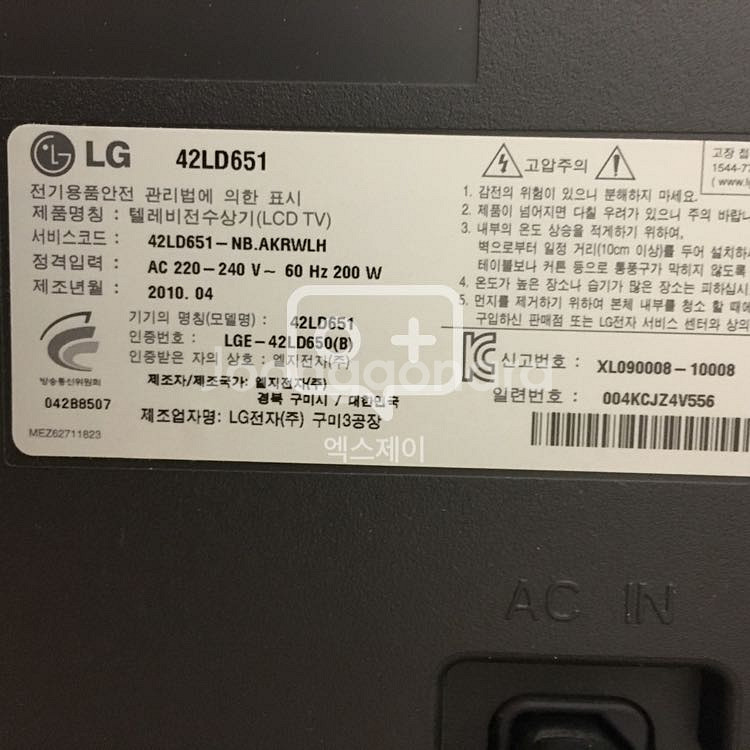 LG 42LD651
전기용품안전 관리법에 의한 표시
제품명칭 : 텔레비전수상기(LCD TV)
서비스코드 : 42LD651-NB.AKRWLH
정격입력 : AC 220-240 V~ 60 Hz 200 W
제조년월 : 2010. 04
기기의 명칭(모델명) : 42LD651
인증번호 : LGE-42LD650(B)
인증받은 자의 상호 : 엘지전자(주)
제조자/제조국가: 엘지전자(주)
경북 구미시 / 대한민국
제조업자명: LG전자(주) 구미3공장
방송통신위원회
042B8507
MEZ62711823
고압주의
1. 감전의 위험이 있으니 분해하지 마세요.
2. 제품이 넘어지면 다칠 우려가 있으니 주의 바랍니
3. 내부의 온도 상승을 적게하기 위하여,
벽으로부터 일정 거리(10cm 이상)를 두어 설치하
테이블보나 커튼 등으로 통풍구가 막히지 않도록
4. 온도가 높은 장소나 습기가 많은 장소는 피하십시
5. 먼지를 제거하기 위하여 본체 내부를 청소 할 때에
구입하신 판매점 또는 LG전자 서비스 센터와 상의
고장 접
1544-77
(www.l
신고번호 : XL090008-10008
일련번호 : 004KCJZ4V556
Joonggonara
엑스제이
AC IN